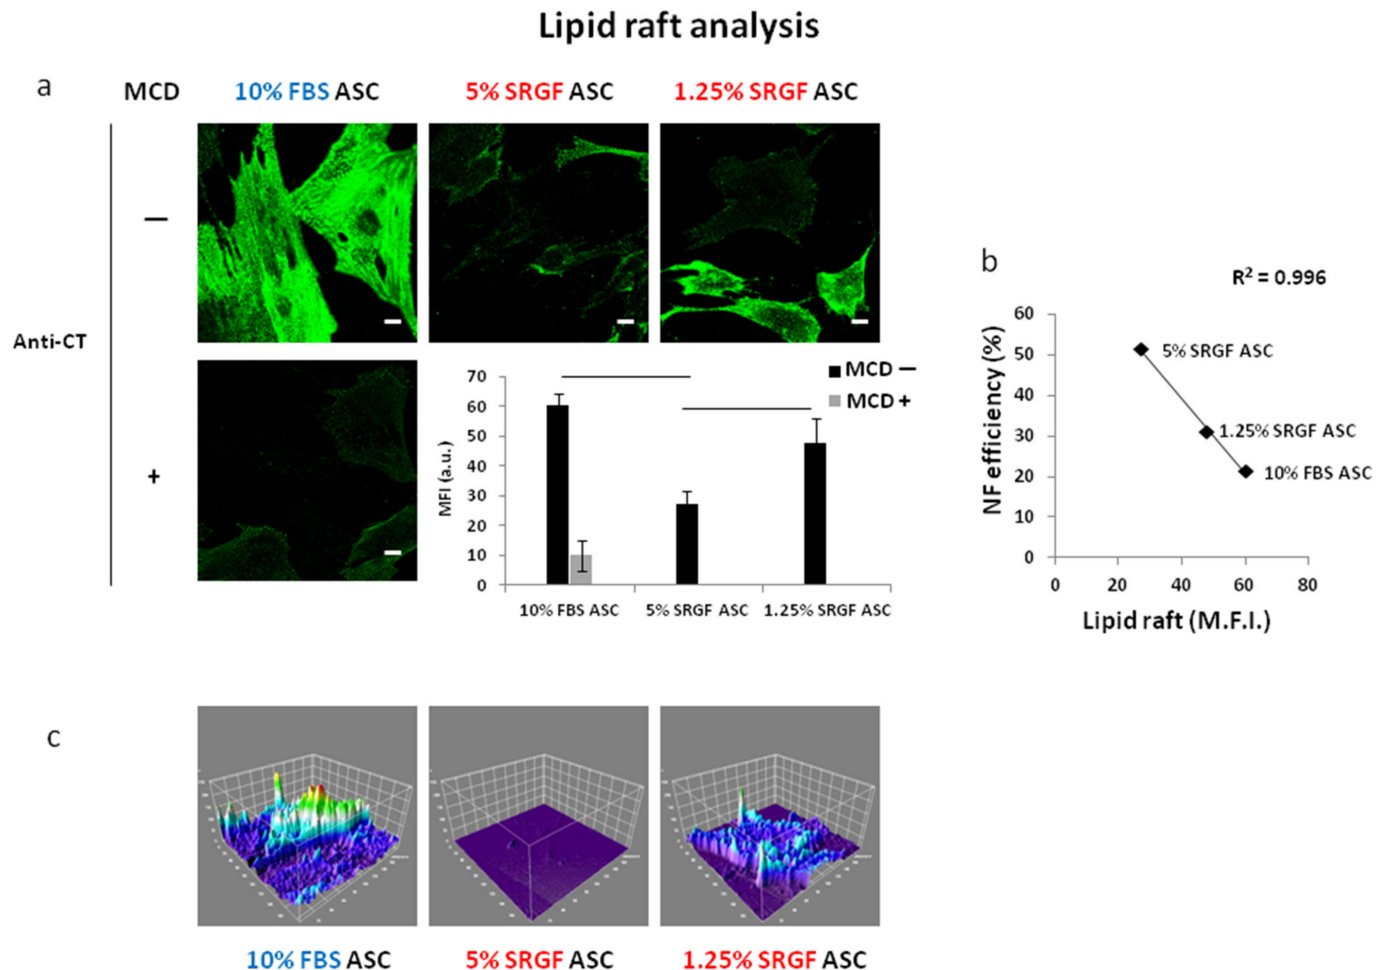 Lipid raft analysis
a
MCD
10% FBS ASC
5% SRGF ASC
1.25% SRGF ASC
Anti-CT
—
+
MFI (a.u.)
70
60
50
40
30
20
10
0
10% FBS ASC
5% SRGF ASC
1.25% SRGF ASC
MCD —
MCD +
b
R² = 0.996
NF efficiency (%)
60
50
40
30
20
10
0
5% SRGF ASC
1.25% SRGF ASC
10% FBS ASC
0
20
40
60
80
Lipid raft (M.F.I.)
c
10% FBS ASC
5% SRGF ASC
1.25% SRGF ASC